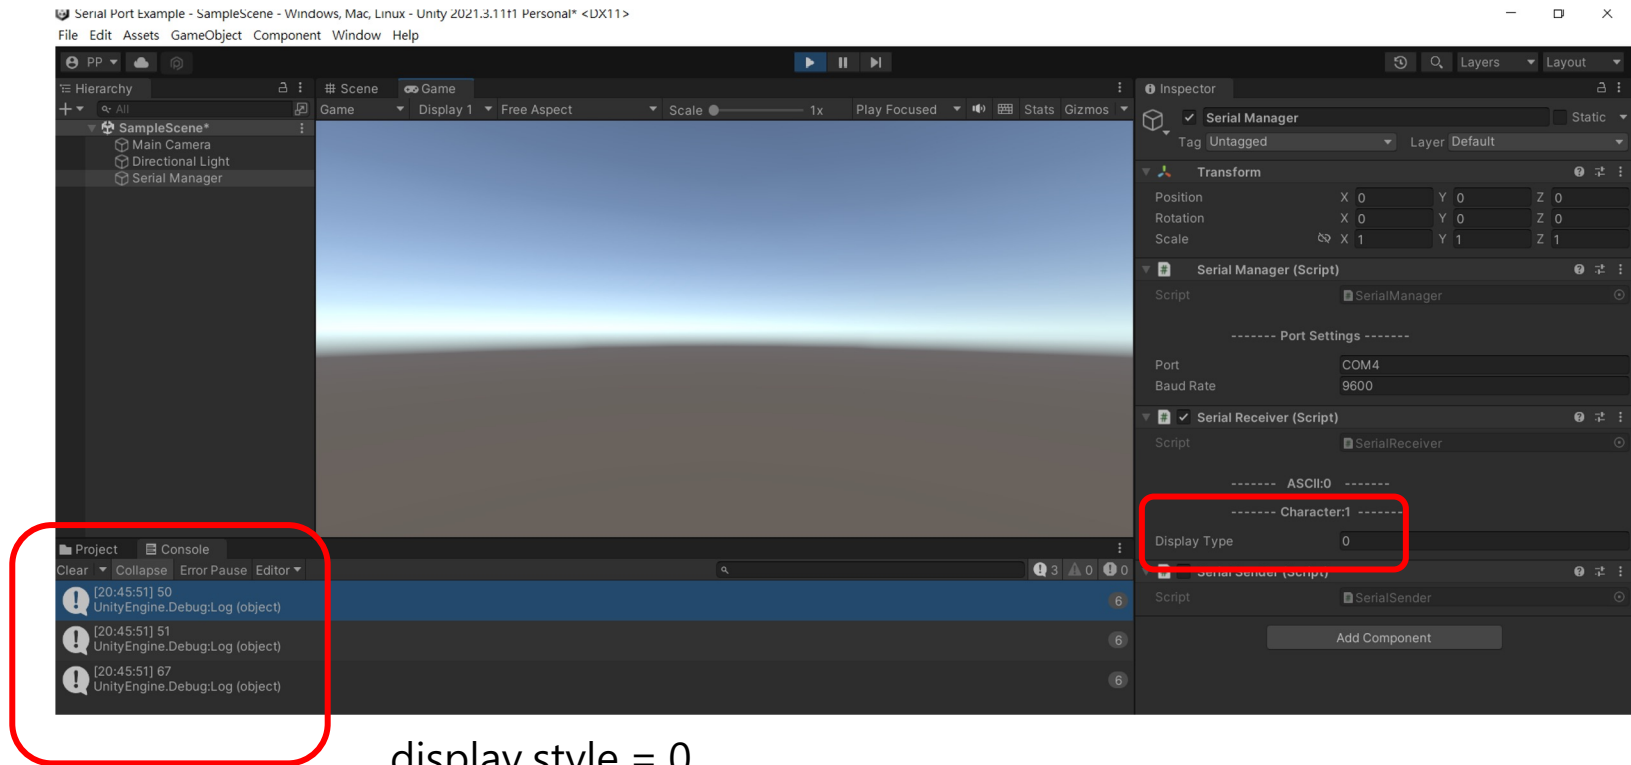 Serial Port Example - SampleScene - Windows, Mac, Linux - Unity 2021.3.11f1 Personal* <DX11>
File Edit Assets GameObject Component Window Help
PP Layers Layout
Hierarchy
All
SampleScene*
Main Camera
Directional Light
Serial Manager
Scene Game
Game Display 1 Free Aspect Scale 1x Play Focused Stats Gizmos
Inspector
Serial Manager Static
Tag Untagged Layer Default
Transform
Position X 0 Y 0 Z 0
Rotation X 0 Y 0 Z 0
Scale X 1 Y 1 Z 1
Serial Manager (Script)
Script SerialManager
------- Port Settings -------
Port COM4
Baud Rate 9600
Serial Receiver (Script)
Script SerialReceiver
------- ASCII:0 -------
------- Character:1 -------
Display Type 0
Serial Sender (Script)
Script SerialSender
Add Component
Project Console
Clear Collapse Error Pause Editor 3 0 0
[20:45:51] 50
UnityEngine.Debug:Log (object) 6
[20:45:51] 51
UnityEngine.Debug:Log (object) 6
[20:45:51] 67
UnityEngine.Debug:Log (object) 6
display style = 0